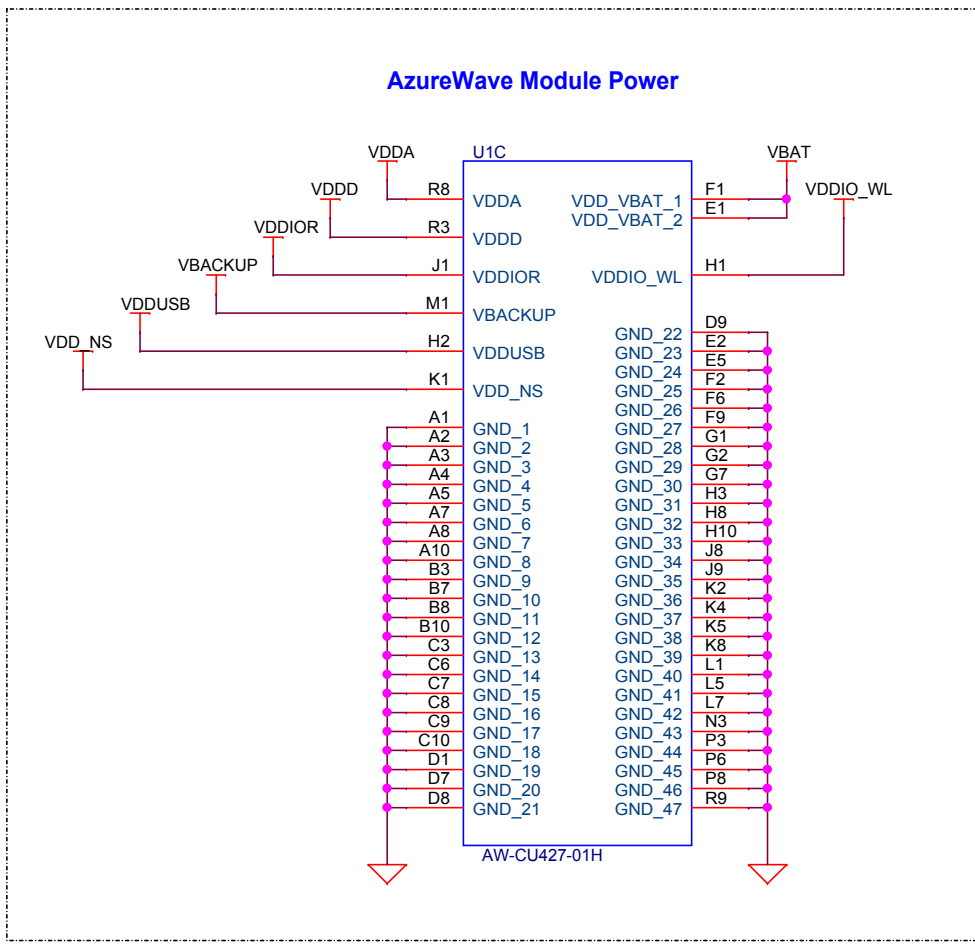 AzureWave Module Power
U1C
VDDA
VDDD
VDDIOR
VBACKUP
VDDUSB
VDD_NS
VBAT
VDDIO_WL
R8 VDDA
R3 VDDD
J1 VDDIOR
M1 VBACKUP
H2 VDDUSB
K1 VDD_NS
A1 GND_1
A2 GND_2
A3 GND_3
A4 GND_4
A5 GND_5
A7 GND_6
A8 GND_7
A10 GND_8
B3 GND_9
B7 GND_10
B8 GND_11
B10 GND_12
C3 GND_13
C6 GND_14
C7 GND_15
C8 GND_16
C9 GND_17
C10 GND_18
D1 GND_19
D7 GND_20
D8 GND_21
VDD_VBAT_1 F1
VDD_VBAT_2 E1
VDDIO_WL H1
GND_22 D9
GND_23 E2
GND_24 E5
GND_25 F2
GND_26 F6
GND_27 F9
GND_28 G1
GND_29 G2
GND_30 G7
GND_31 H3
GND_32 H8
GND_33 H10
GND_34 J8
GND_35 J9
GND_36 K2
GND_37 K4
GND_38 K5
GND_39 K8
GND_40 L1
GND_41 L5
GND_42 L7
GND_43 N3
GND_44 P3
GND_45 P6
GND_46 P8
GND_47 R9
AW-CU427-01H